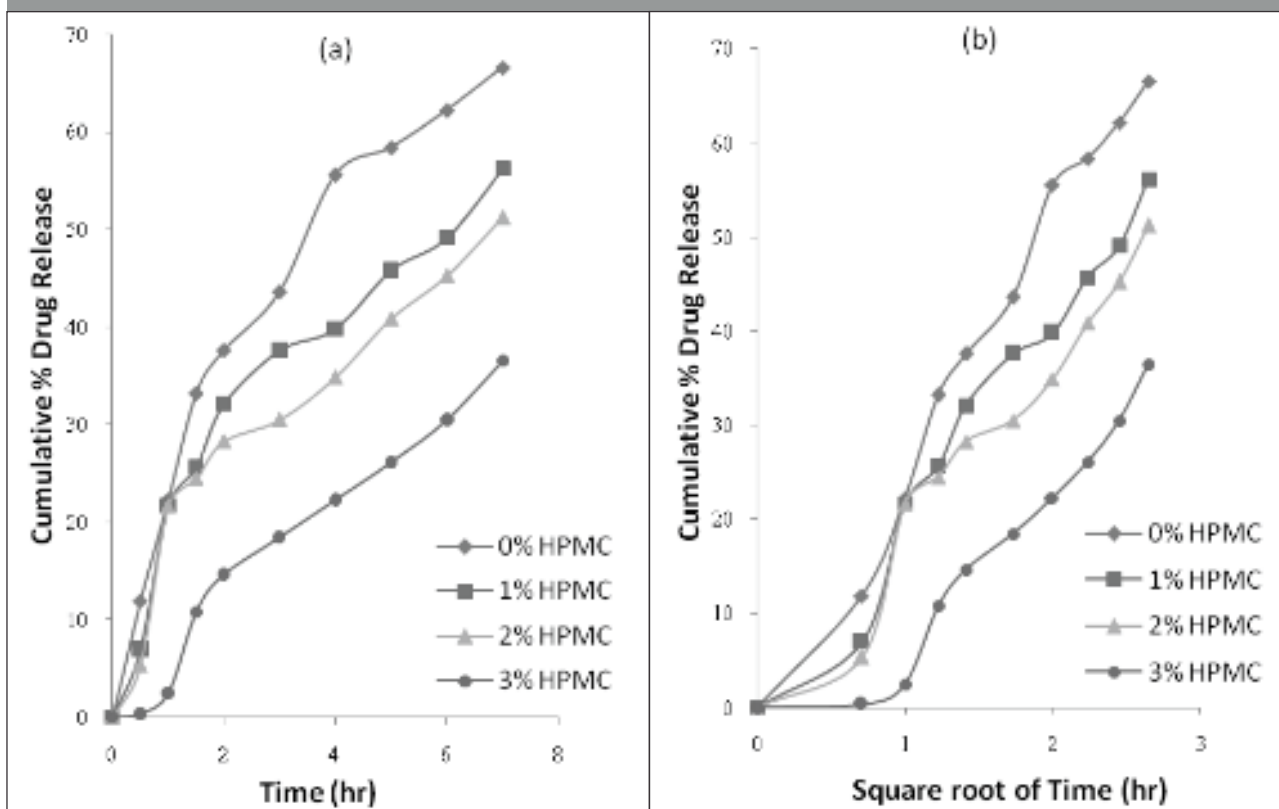 (a)
70
60
50
40
30
20
10
0
0 2 4 6 8
Cumulative % Drug Release
Time (hr)
0% HPMC
1% HPMC
2% HPMC
3% HPMC
(b)
70
60
50
40
30
20
10
0
0 1 2 3
Cumulative % Drug Release
Square root of Time (hr)
0% HPMC
1% HPMC
2% HPMC
3% HPMC